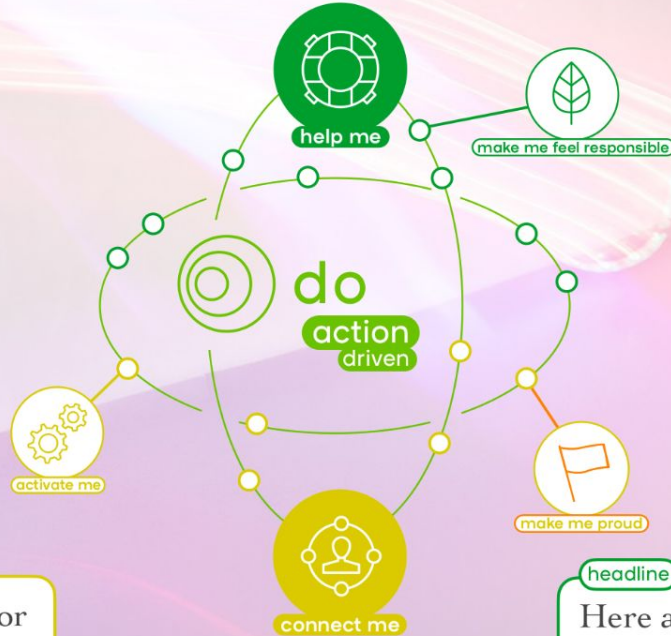 help me
make me feel responsible
do
action
driven
activate me
make me proud
connect me
or
headline
Here a